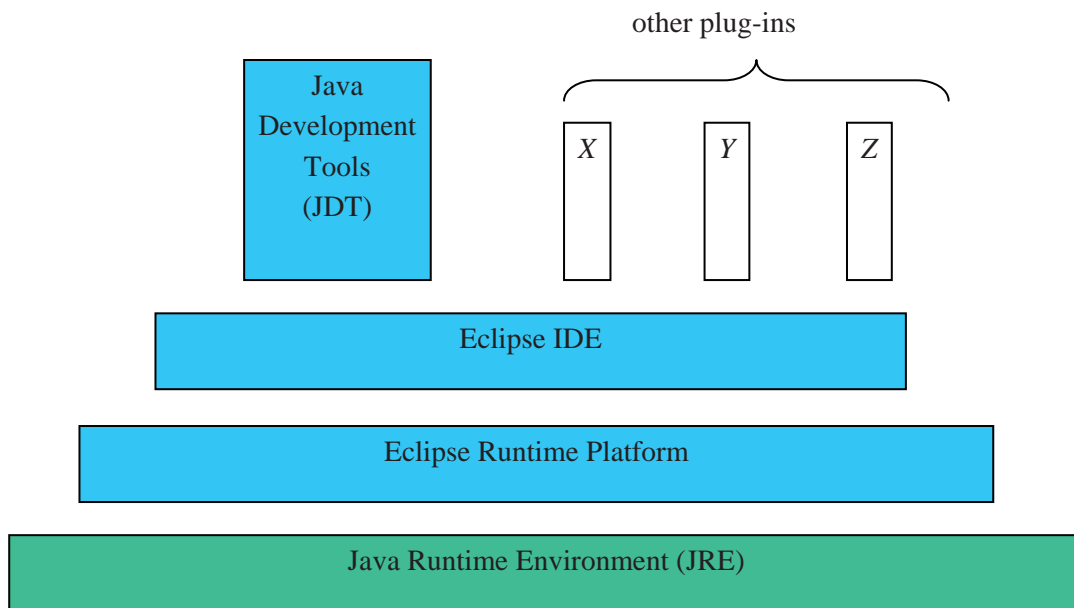 other plug-ins
Java
Development
Tools
(JDT)
X
Y
Z
Eclipse IDE
Eclipse Runtime Platform
Java Runtime Environment (JRE)